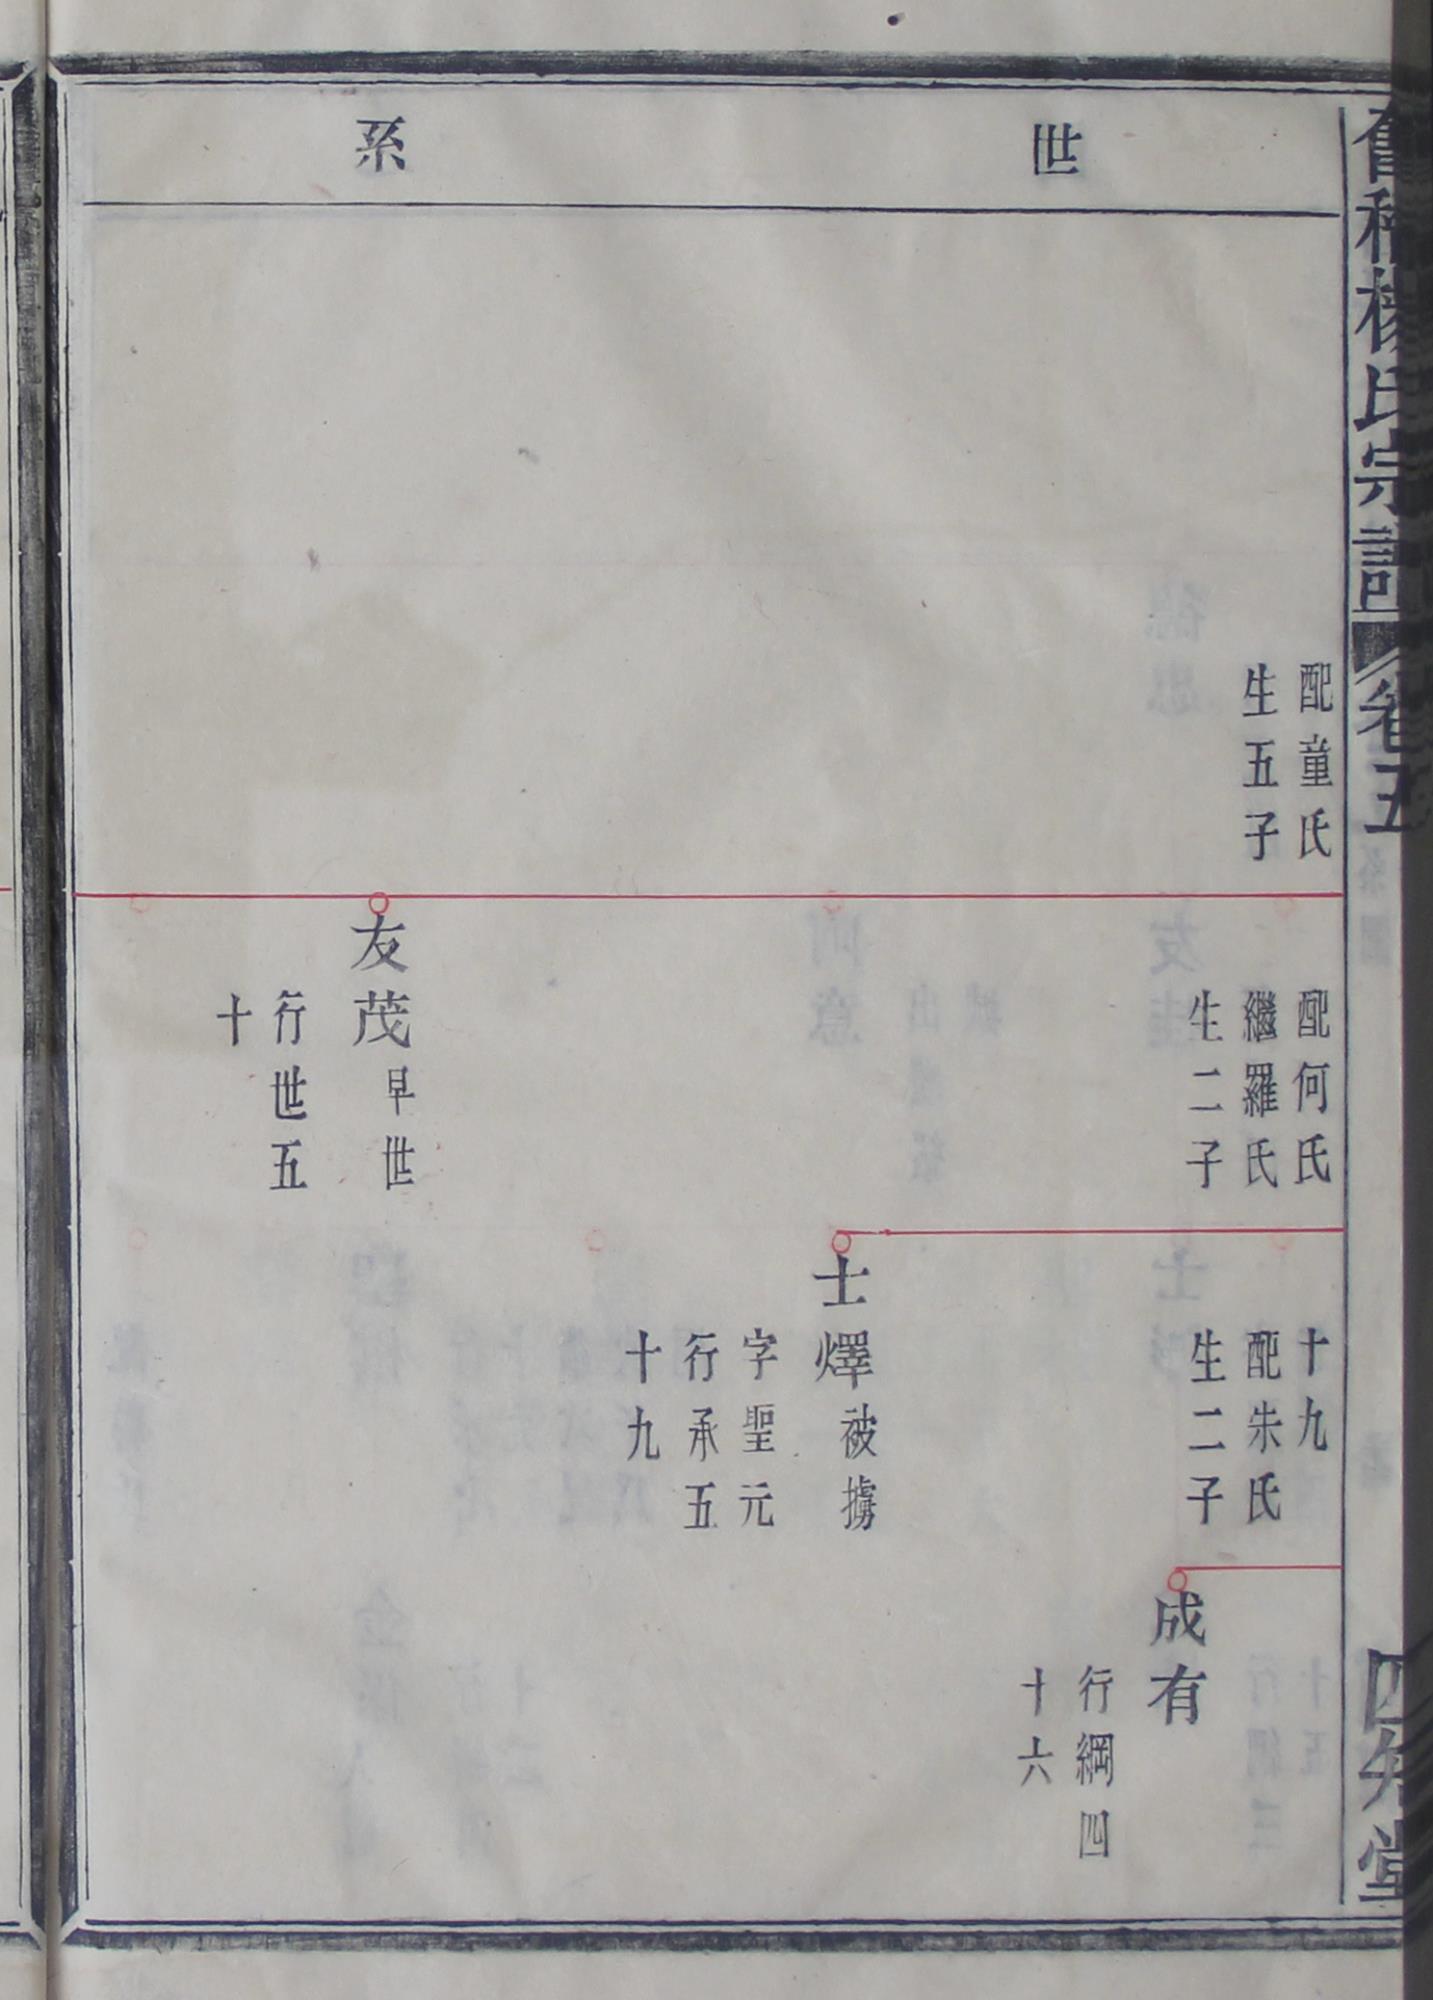 舊稱楊氏宗譜
卷五
四知堂
世系
配童氏
生五子
配何氏
繼羅氏
生二子
友茂早世
行世五
十
十九
配朱氏
生二子
士燡被擄
字聖元
行承五
十九
成有
行綱四
十六